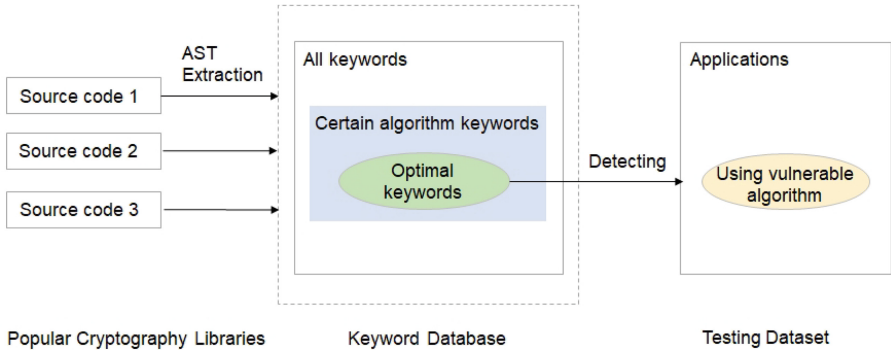 AST
Extraction
Source code 1
Source code 2
Source code 3
All keywords
Certain algorithm keywords
Optimal
keywords
Detecting
Applications
Using vulnerable
algorithm
Popular Cryptography Libraries
Keyword Database
Testing Dataset